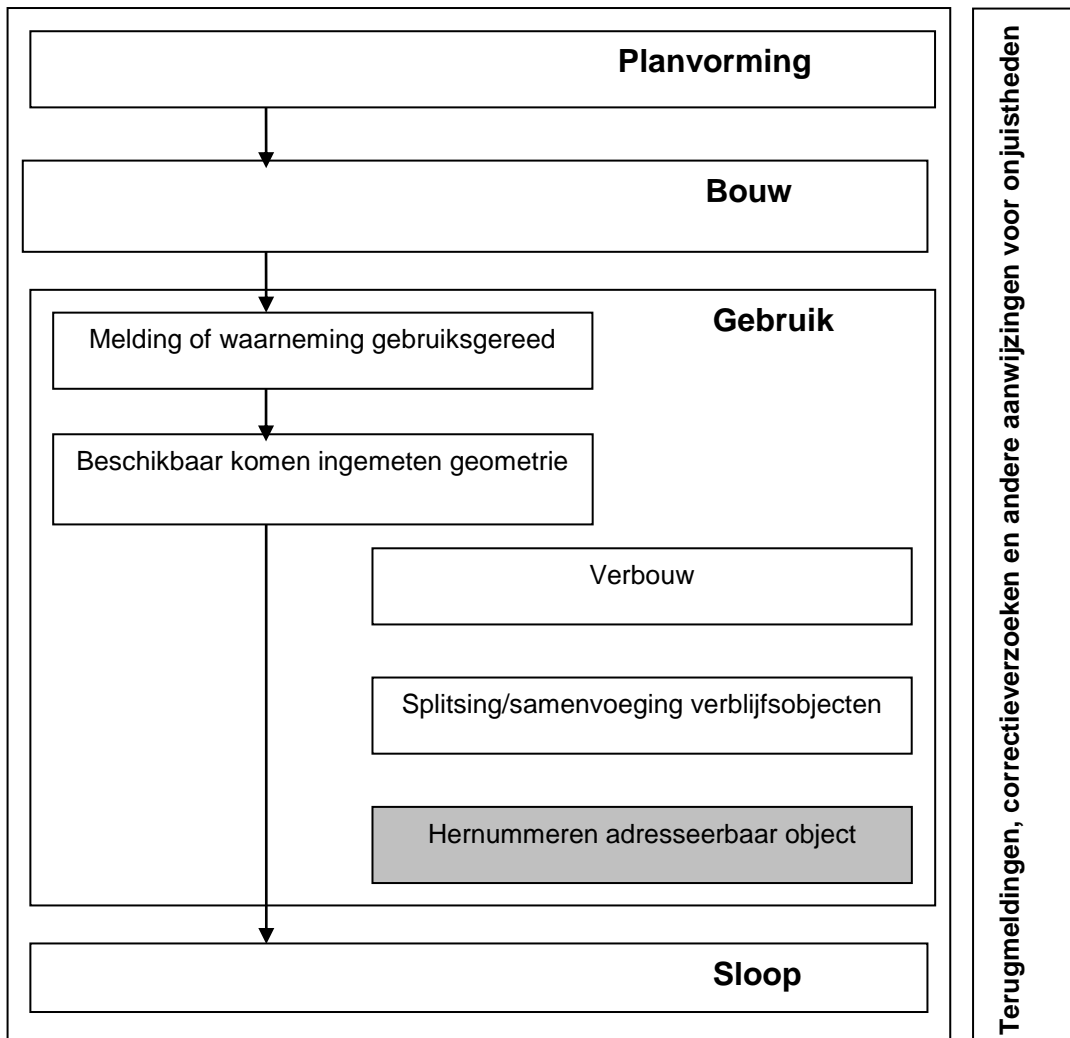 Planvorming
Bouw
Gebruik
Melding of waarneming gebruiksgereed
Beschikbaar komen ingemeten geometrie
Verbouw
Splitsing/samenvoeging verblijfsobjecten
Hernummeren adresseerbaar object
Sloop
Terugmeldingen, correctieverzoeken en andere aanwijzingen voor onjuistheden